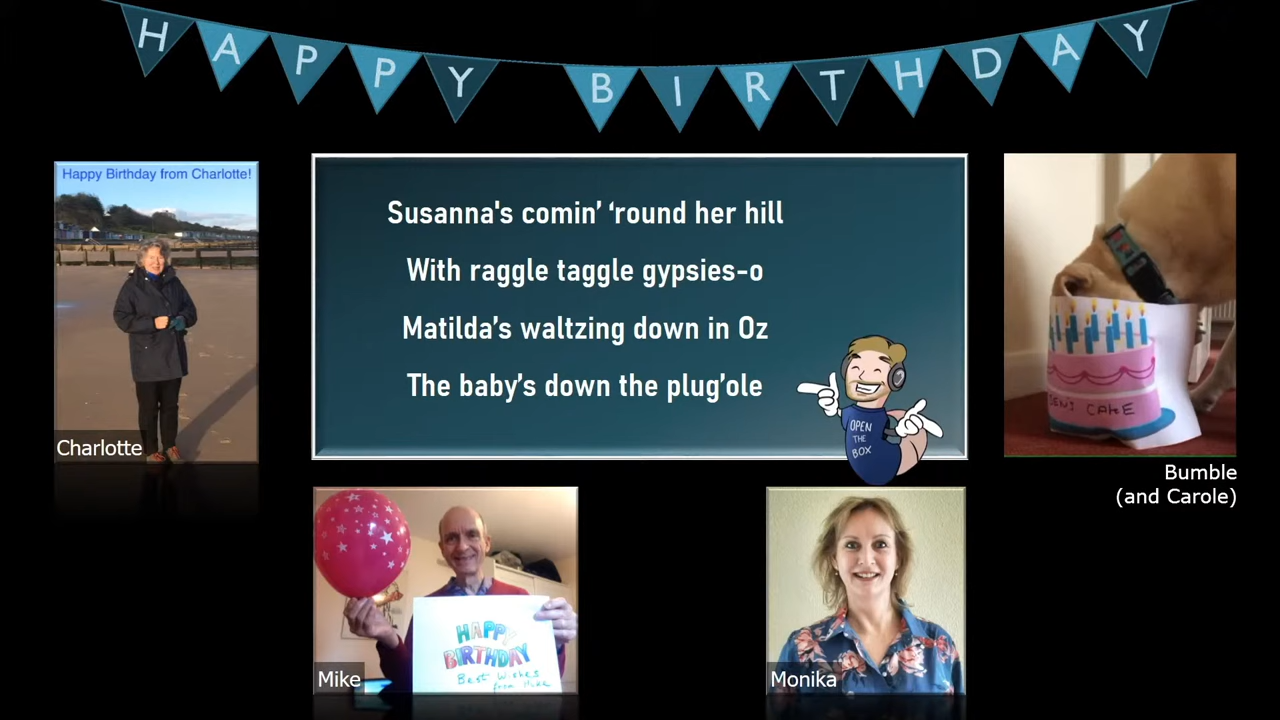 HAPPY BIRTHDAY
Happy Birthday from Charlotte!
Susanna's comin' ‘round her hill
With raggle taggle gypsies-o
Matilda's waltzing down in Oz
The baby's down the plug'ole
OPEN
THE
BOX
CAKE
Charlotte
Bumble
(and Carole)
HAPPY
BIRTHDAY
Best Wishes
from Mike
Mike
Monika